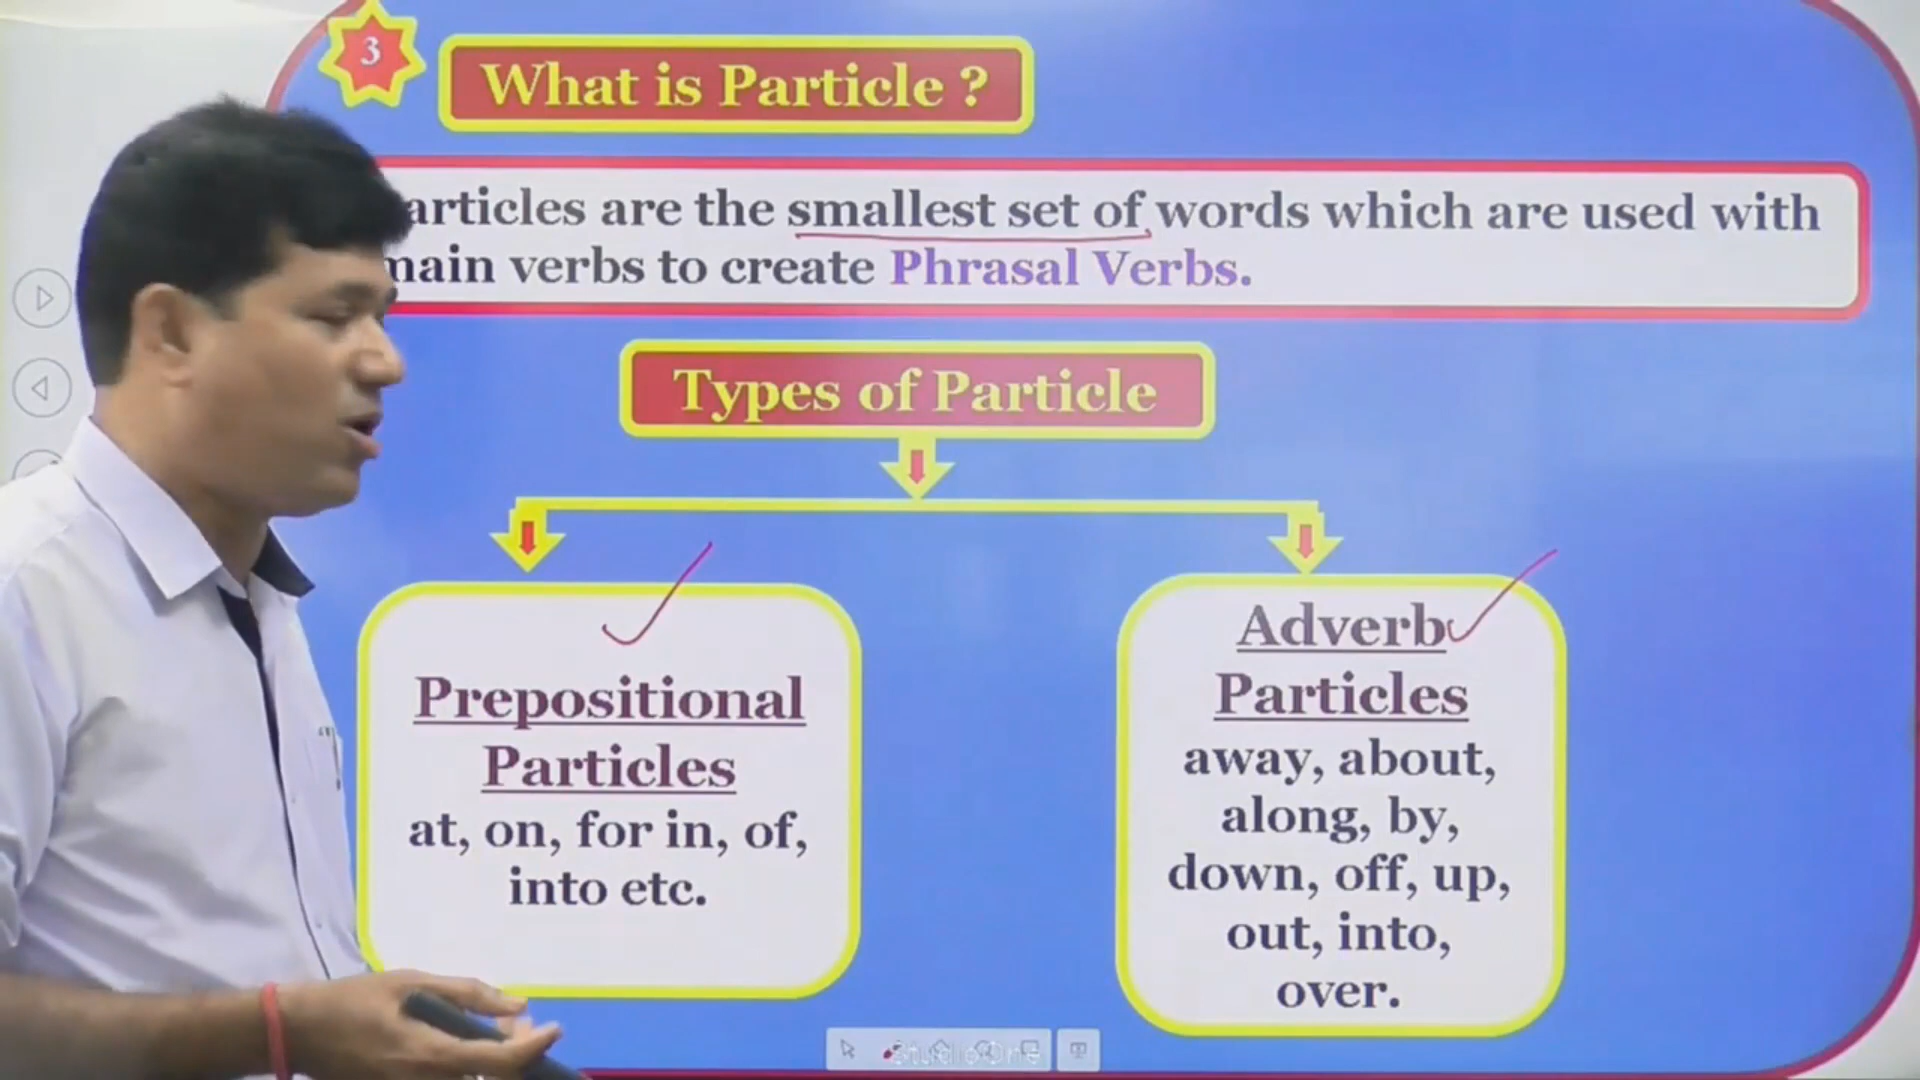 3
What is Particle ?
articles are the smallest set of words which are used with
main verbs to create Phrasal Verbs.
Types of Particle
Prepositional
Particles
at, on, for in, of,
into etc.
Adverb
Particles
away, about,
along, by,
down, off, up,
out, into,
over.